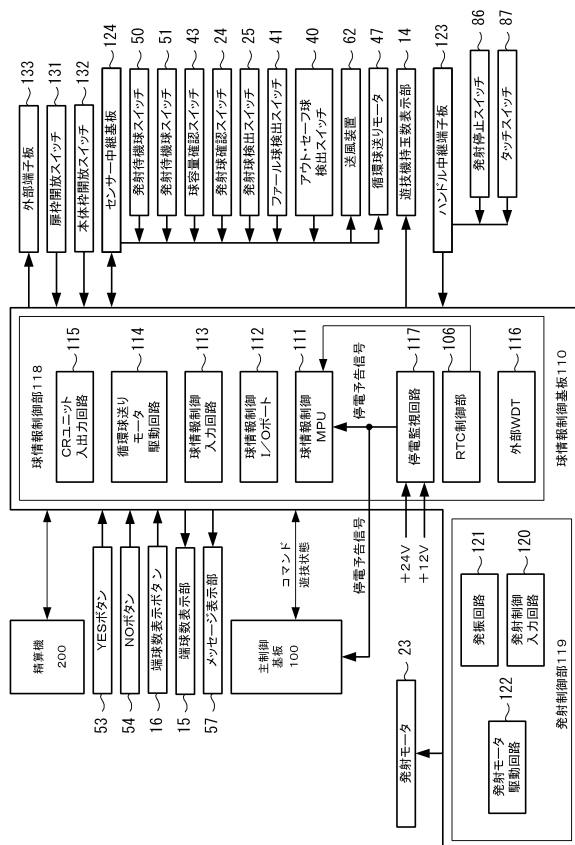 外部端子板
133
扉枠開放スイッチ
131
本体枠開放スイッチ
132
センサー中継基板
124
発射待機球スイッチ
50
発射待機球スイッチ
51
球容量確認スイッチ
43
発射球確認スイッチ
24
発射球検出スイッチ
25
ファール球検出スイッチ
41
アウト・セーフ球
検出スイッチ
40
送風装置
62
循環球送りモータ
47
遊技機持玉数表示部
14
ハンドル中継端子板
123
発射停止スイッチ
86
タッチスイッチ
87
球情報制御部118
CRユニット
入出力回路
115
循環球送り
モータ
駆動回路
114
球情報制御
入力回路
113
球情報制御
I/Oポート
112
球情報制御
MPU
111
停電予告信号
停電監視回路
117
RTC制御部
106
外部WDT
116
球情報制御基板110
精算機
200
YESボタン
53
NOボタン
54
端球数表示ボタン
16
端球数表示部
15
メッセージ表示部
57
主制御
基板
100
コマンド
遊技状態
停電予告信号
+24V
+12V
発射モータ
23
発振回路
121
発射制御
入力回路
120
発射モータ
駆動回路
122
発射制御部119